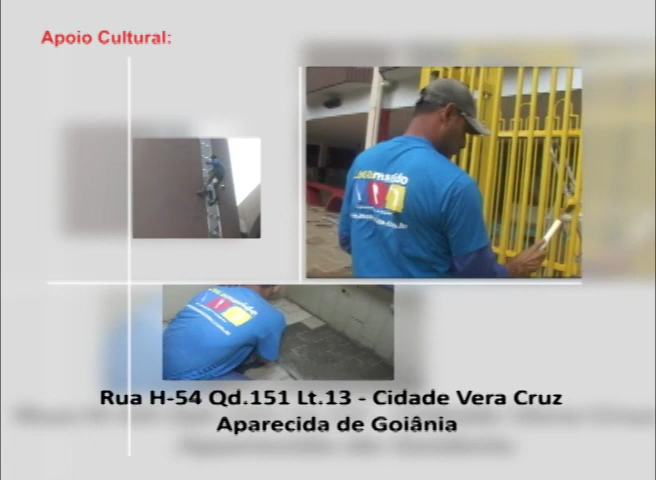 Apoio Cultural:
Rua H-54 Qd.151 Lt.13 - Cidade Vera Cruz
Aparecida de Goiânia